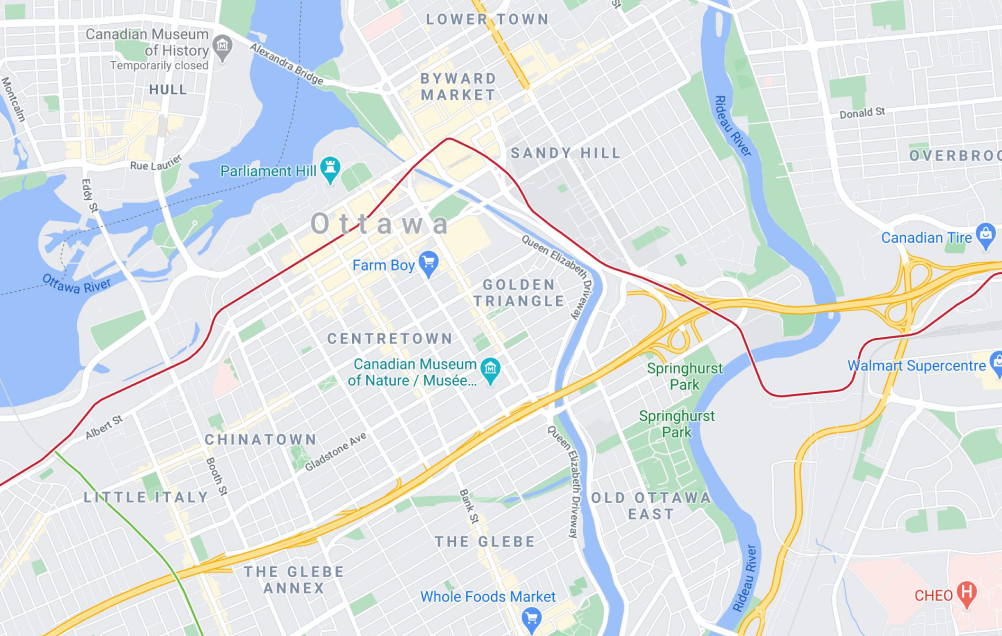 LOWER TOWN
Canadian Museum
of History
Temporarily closed
HULL
Alexandra Bridge
BYWARD
MARKET
Montcalm
Rideau River
Donald St
Rue Laurier
Parliament Hill
SANDY HILL
OVERBROO
Eddy St
Ottawa
Canadian Tire
Farm Boy
Queen Elizabeth Driveway
Ottawa River
GOLDEN
TRIANGLE
CENTRETOWN
Canadian Museum
of Nature / Musée...
Springhurst
Park
Walmart Supercentre
Springhurst
Park
Albert St
CHINATOWN
Gladstone Ave
Queen Elizabeth Driveway
Booth St
LITTLE ITALY
Bank St
OLD OTTAWA
EAST
THE GLEBE
THE GLEBE
ANNEX
Rideau River
Whole Foods Market
CHEO
H